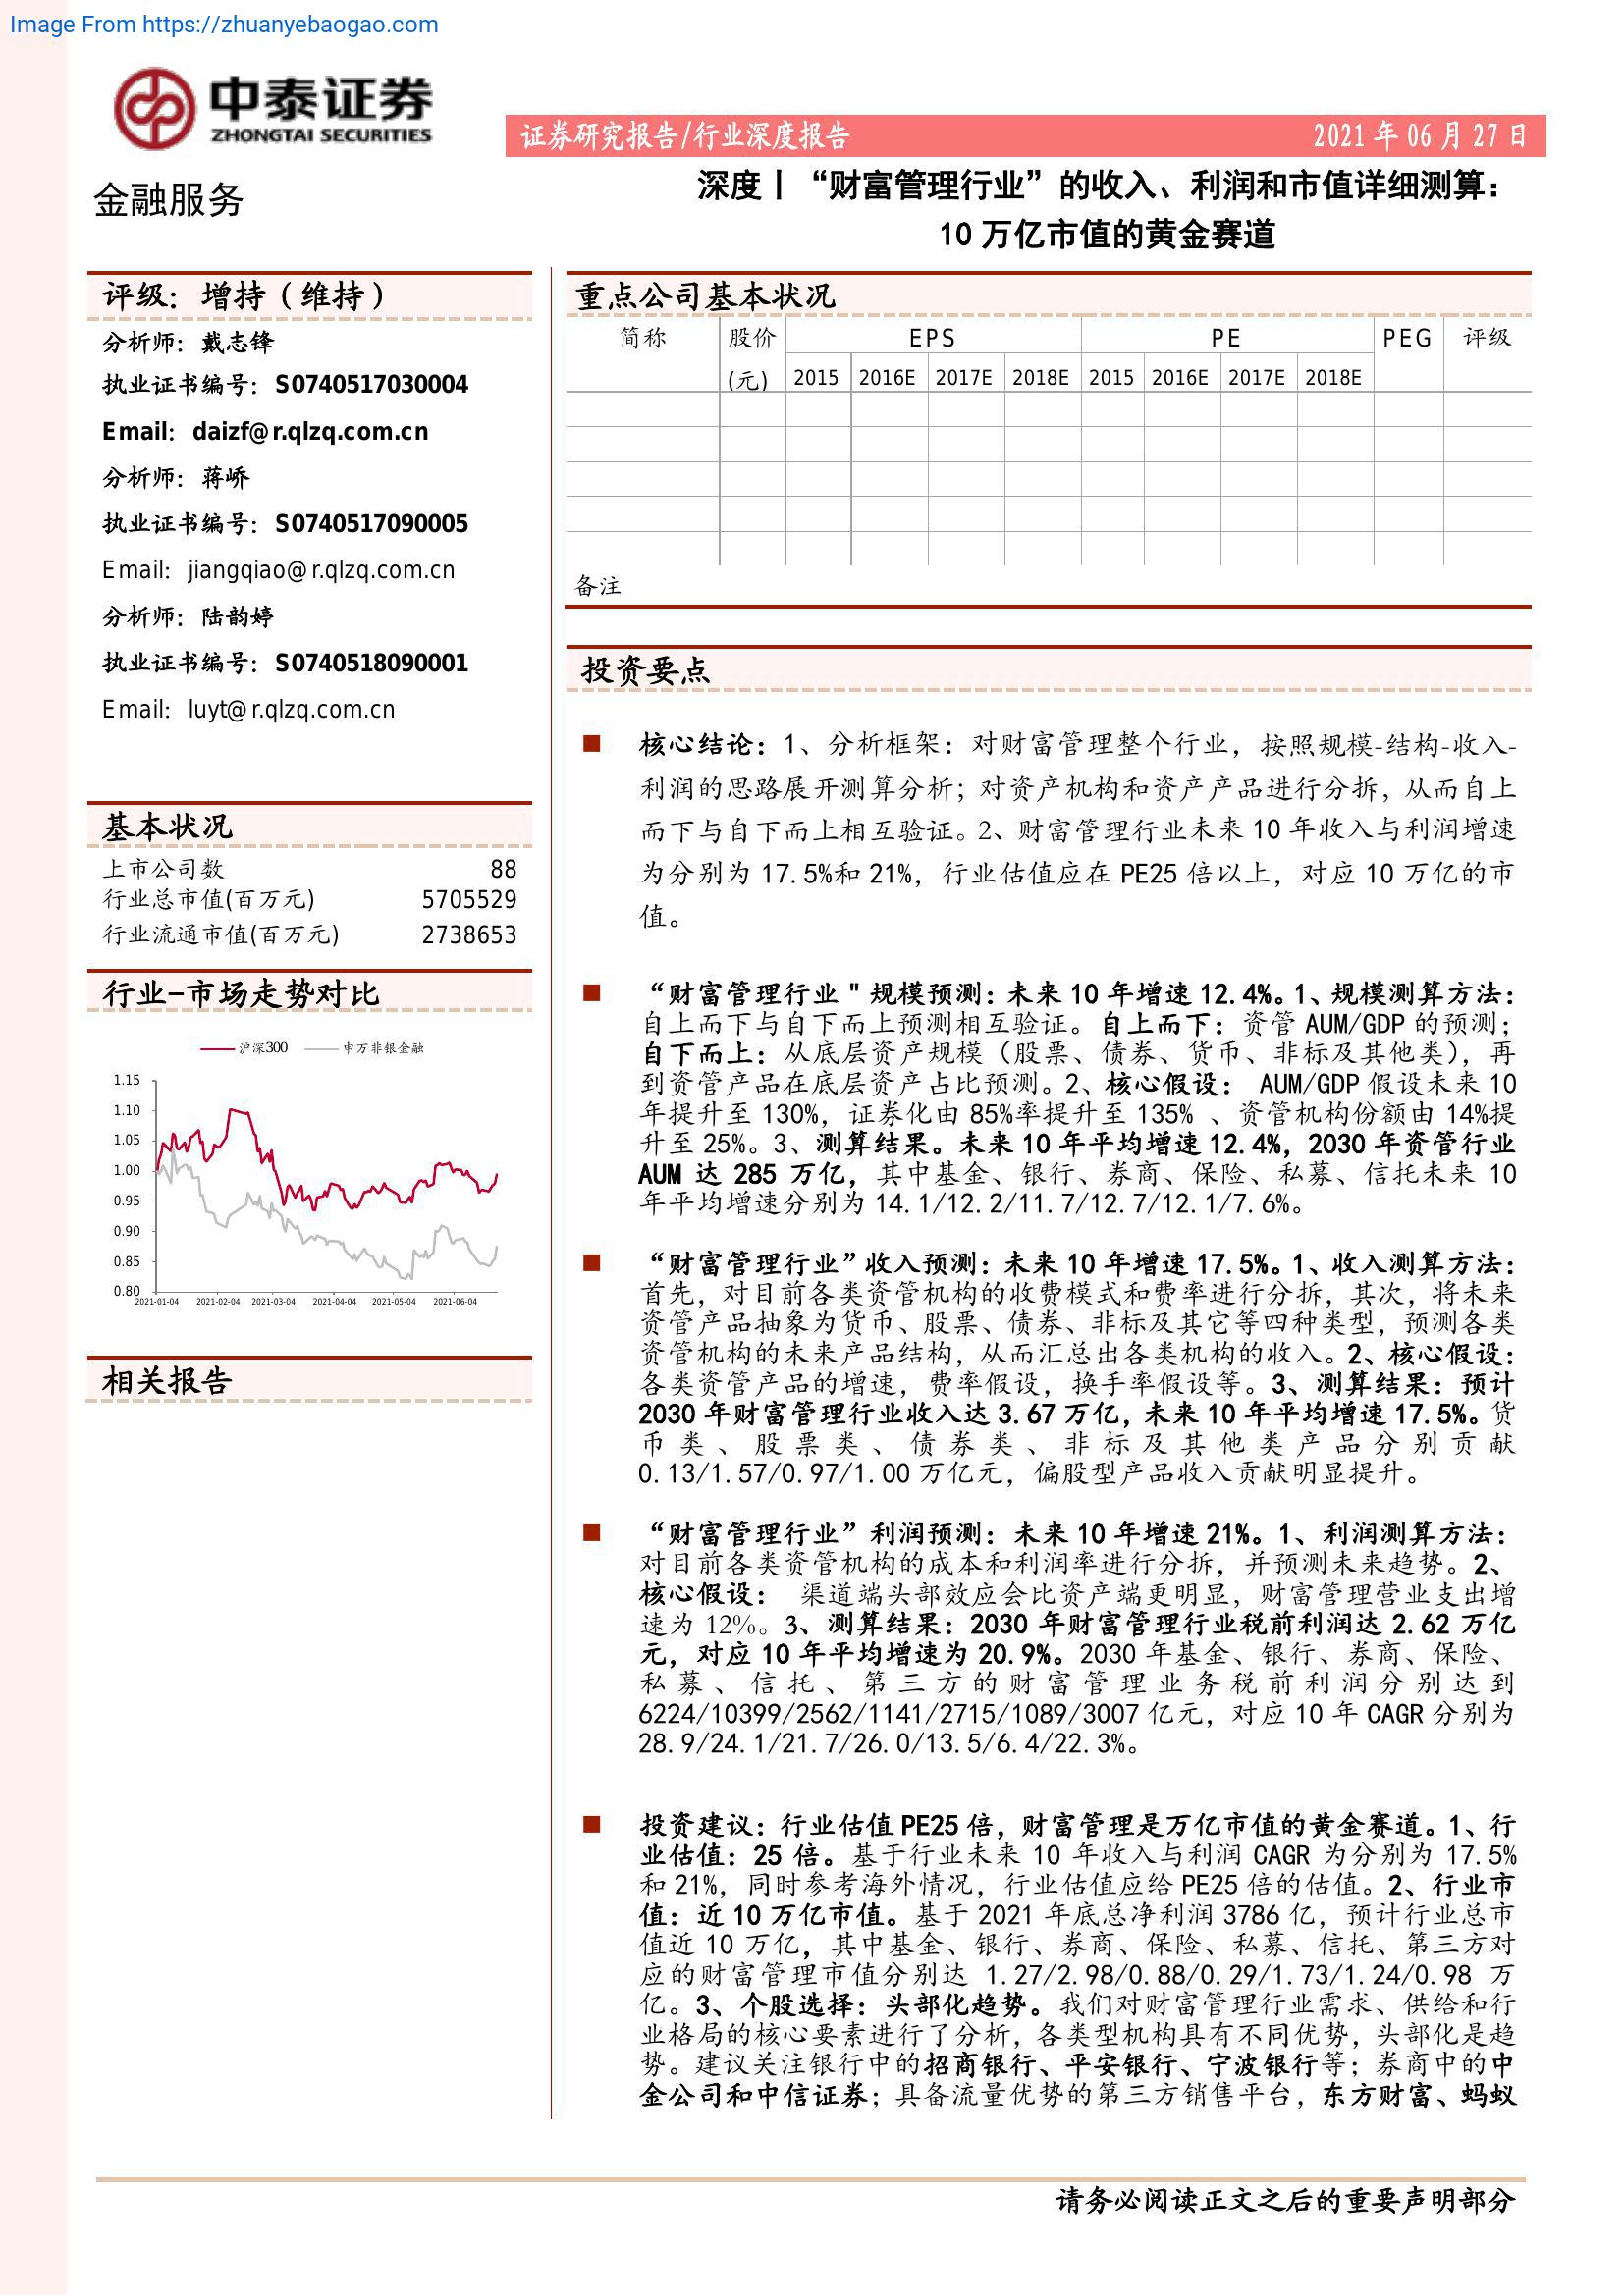 Image From https://zhuanyebaogao.com
中泰证券
ZHONGTAI SECURITIES
证券研究报告/行业深度报告 2021 年 06 月 27 日
金融服务
深度丨“财富管理行业”的收入、利润和市值详细测算：
10 万亿市值的黄金赛道
评级：增持（维持）
分析师：戴志锋
执业证书编号：S0740517030004
Email：daizf@r.qlzq.com.cn
分析师：蒋峤
执业证书编号：S0740517090005
Email：jiangqiao@r.qlzq.com.cn
分析师：陆韵婷
执业证书编号：S0740518090001
Email：luyt@r.qlzq.com.cn
基本状况
上市公司数 88
行业总市值(百万元) 5705529
行业流通市值(百万元) 2738653
行业-市场走势对比
沪深300 申万非银金融
1.15
1.10
1.05
1.00
0.95
0.90
0.85
0.80
2021-01-04 2021-02-04 2021-03-04 2021-04-04 2021-05-04 2021-06-04
相关报告
重点公司基本状况
简称 股价 EPS PE PEG 评级
(元) 2015 2016E 2017E 2018E 2015 2016E 2017E 2018E
备注
投资要点
■ 核心结论：1、分析框架：对财富管理整个行业，按照规模-结构-收入-
利润的思路展开测算分析；对资产机构和资产产品进行分拆，从而自上
而下与自下而上相互验证。2、财富管理行业未来 10 年收入与利润增速
为分别为 17.5%和 21%，行业估值应在 PE25 倍以上，对应 10 万亿的市
值。
■ “财富管理行业"规模预测：未来 10 年增速 12.4%。1、规模测算方法：
自上而下与自下而上预测相互验证。自上而下：资管 AUM/GDP 的预测；
自下而上：从底层资产规模（股票、债券、货币、非标及其他类），再
到资管产品在底层资产占比预测。2、核心假设： AUM/GDP 假设未来 10
年提升至 130%，证券化由 85%率提升至 135% 、资管机构份额由 14%提
升至 25%。3、测算结果。未来 10 年平均增速 12.4%，2030 年资管行业
AUM 达 285 万亿，其中基金、银行、券商、保险、私募、信托未来 10
年平均增速分别为 14.1/12.2/11.7/12.7/12.1/7.6%。
■ “财富管理行业”收入预测：未来 10 年增速 17.5%。1、收入测算方法：
首先，对目前各类资管机构的收费模式和费率进行分拆，其次，将未来
资管产品抽象为货币、股票、债券、非标及其它等四种类型，预测各类
资管机构的未来产品结构，从而汇总出各类机构的收入。2、核心假设：
各类资管产品的增速，费率假设，换手率假设等。3、测算结果：预计
2030 年财富管理行业收入达 3.67 万亿，未来 10 年平均增速 17.5%。货
币类、股票类、债券类、非标及其他类产品分别贡献
0.13/1.57/0.97/1.00 万亿元，偏股型产品收入贡献明显提升。
■ “财富管理行业”利润预测：未来 10 年增速 21%。1、利润测算方法：
对目前各类资管机构的成本和利润率进行分拆，并预测未来趋势。2、
核心假设： 渠道端头部效应会比资产端更明显，财富管理营业支出增
速为 12%。3、测算结果：2030 年财富管理行业税前利润达 2.62 万亿
元，对应 10 年平均增速为 20.9%。2030 年基金、银行、券商、保险、
私募、信托、第三方的财富管理业务税前利润分别达到
6224/10399/2562/1141/2715/1089/3007 亿元，对应 10 年 CAGR 分别为
28.9/24.1/21.7/26.0/13.5/6.4/22.3%。
■ 投资建议：行业估值 PE25 倍，财富管理是万亿市值的黄金赛道。1、行
业估值：25 倍。基于行业未来 10 年收入与利润 CAGR 为分别为 17.5%
和 21%，同时参考海外情况，行业估值应给 PE25 倍的估值。2、行业市
值：近 10 万亿市值。基于 2021 年底总净利润 3786 亿，预计行业总市
值近 10 万亿，其中基金、银行、券商、保险、私募、信托、第三方对
应的财富管理市值分别达 1.27/2.98/0.88/0.29/1.73/1.24/0.98 万
亿。3、个股选择：头部化趋势。我们对财富管理行业需求、供给和行
业格局的核心要素进行了分析，各类型机构具有不同优势，头部化是趋
势。建议关注银行中的招商银行、平安银行、宁波银行等；券商中的中
金公司和中信证券；具备流量优势的第三方销售平台，东方财富、蚂蚁
请务必阅读正文之后的重要声明部分